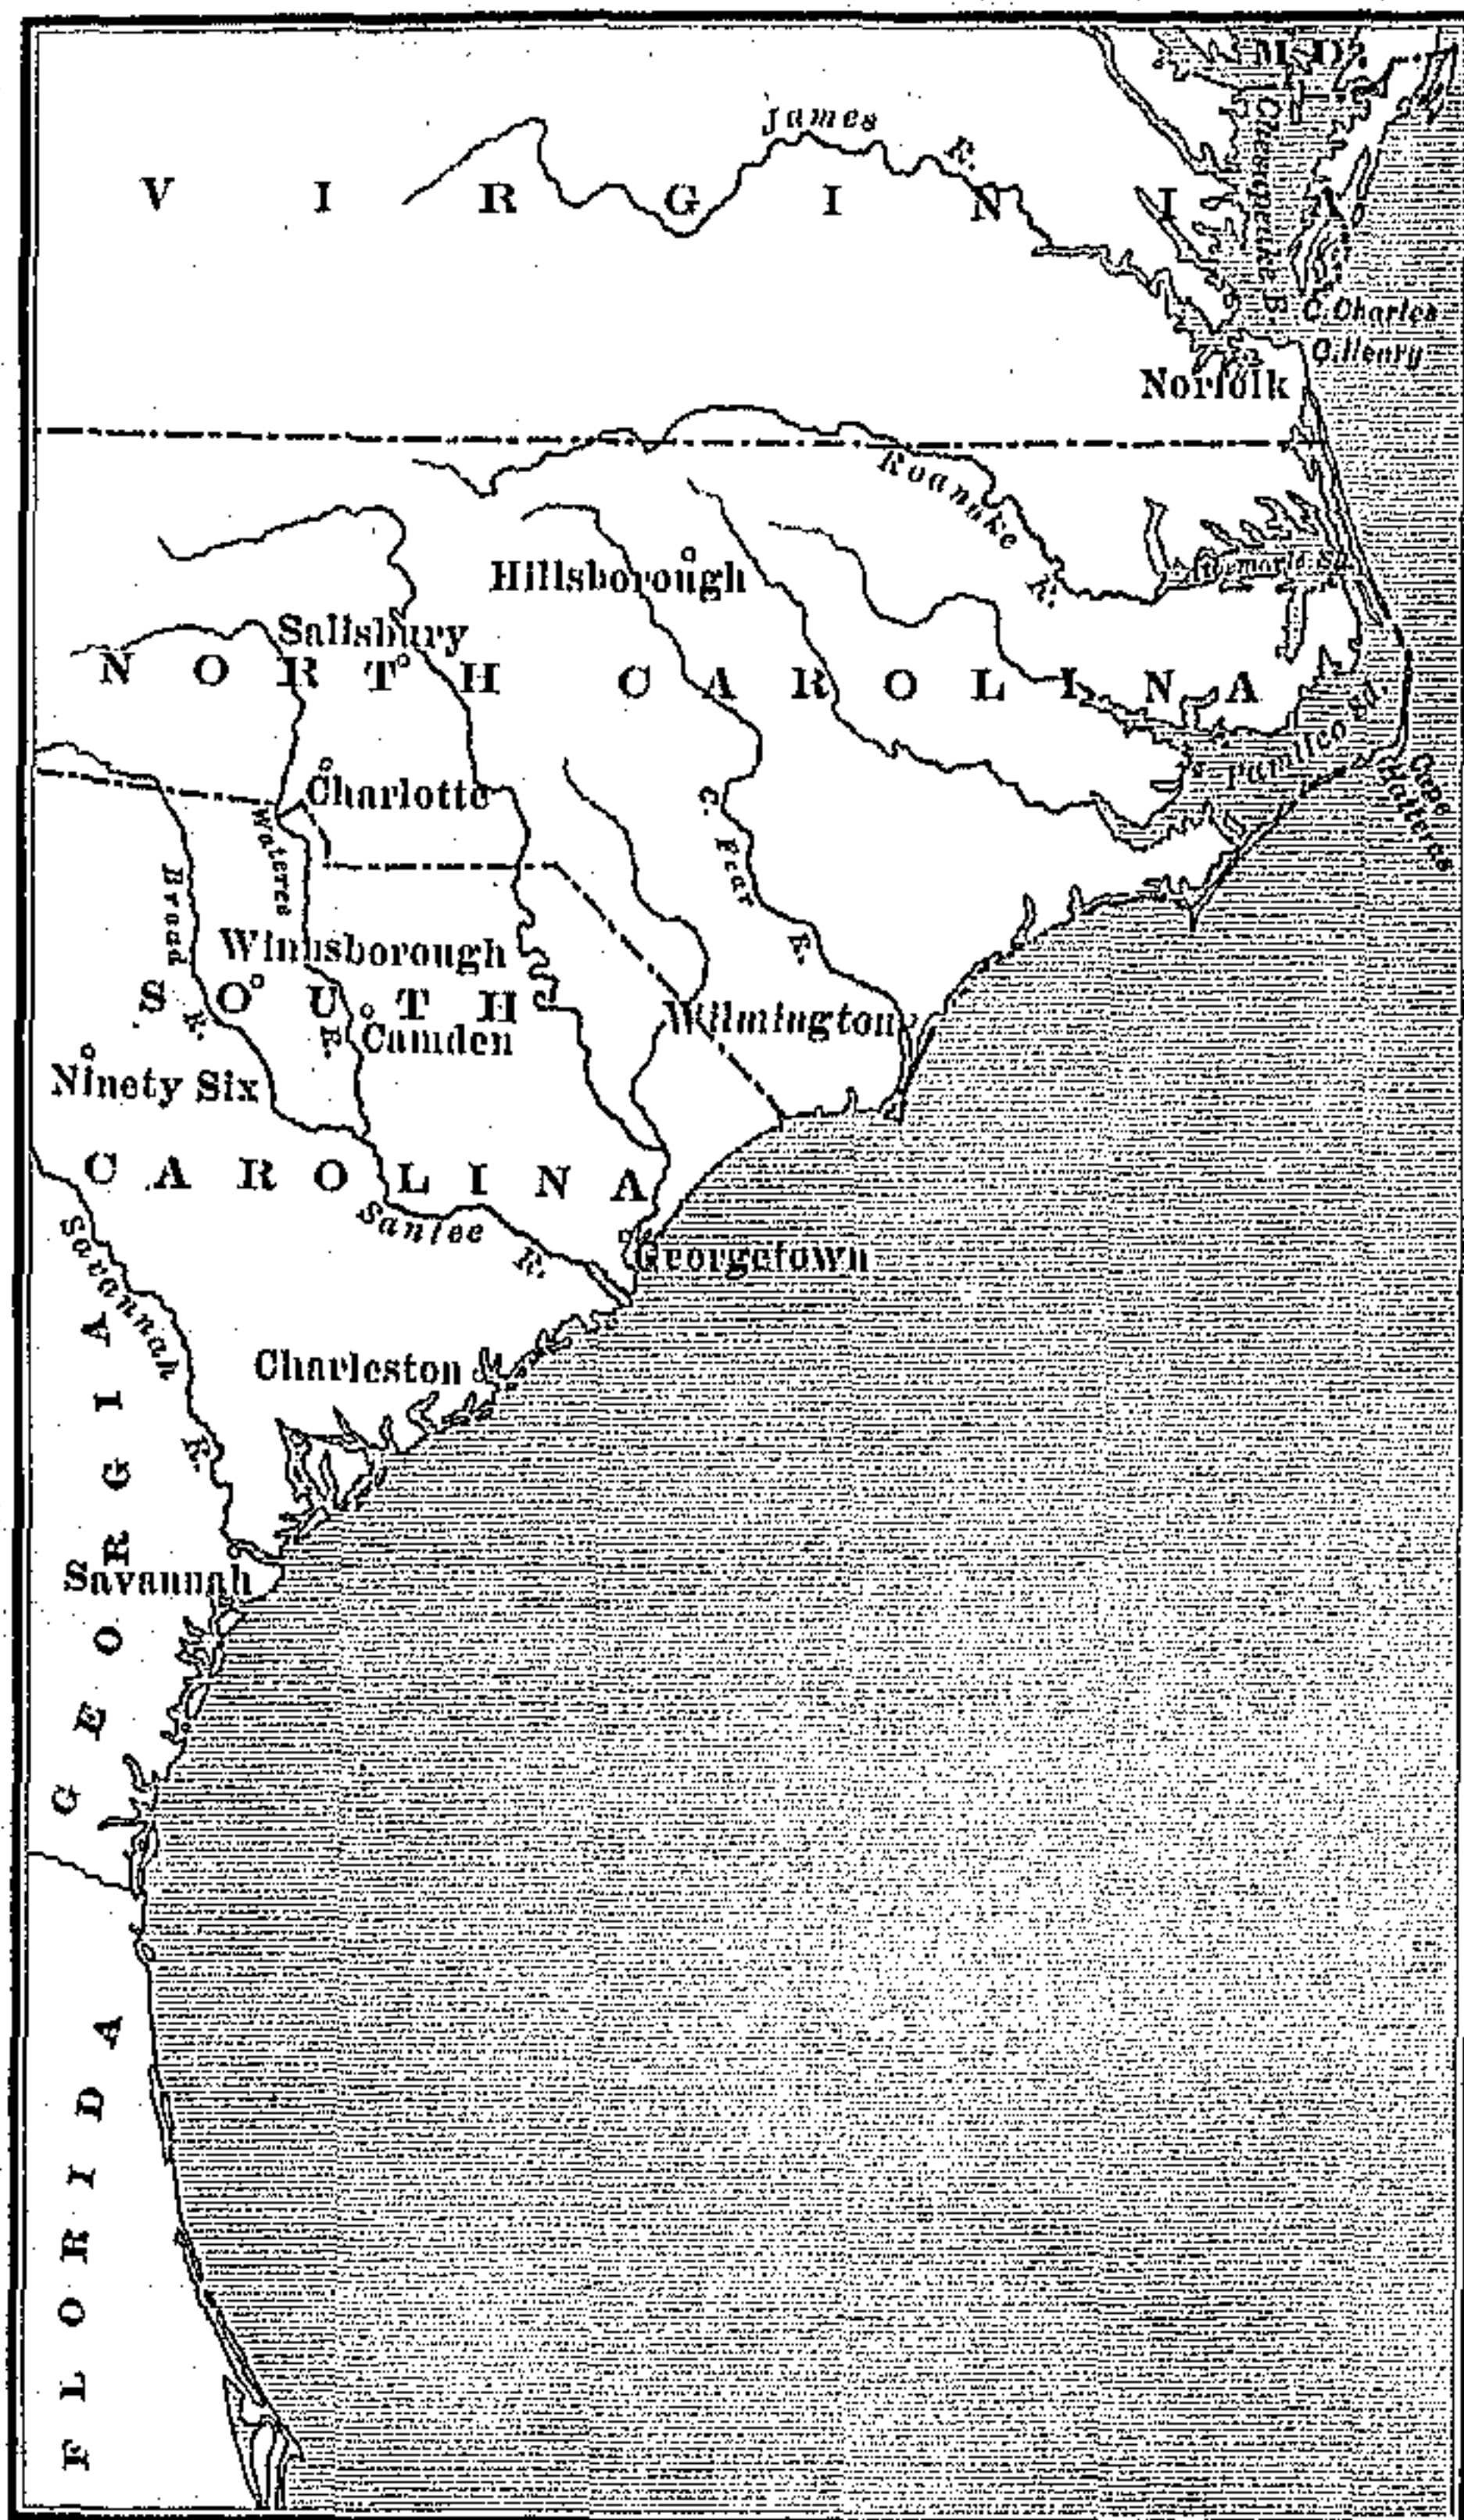 M D.
James R.
VIRGINIA
Chesapeake B.
C. Charles
C. Henry
Norfolk
Roanoke R.
Hillsborough
Albemarle Sd.
Salisbury
NORTH CAROLINA
Pamlico Sd.
Cape Hatteras
Charlotte
C. Fear R.
Wateree R.
Broad R.
Winnsborough
SOUTH
Wilmington
Camden
Ninety Six
CAROLINA
Santee R.
Georgetown
Savannah R.
Charleston
GEORGIA
Savannah
FLORIDA